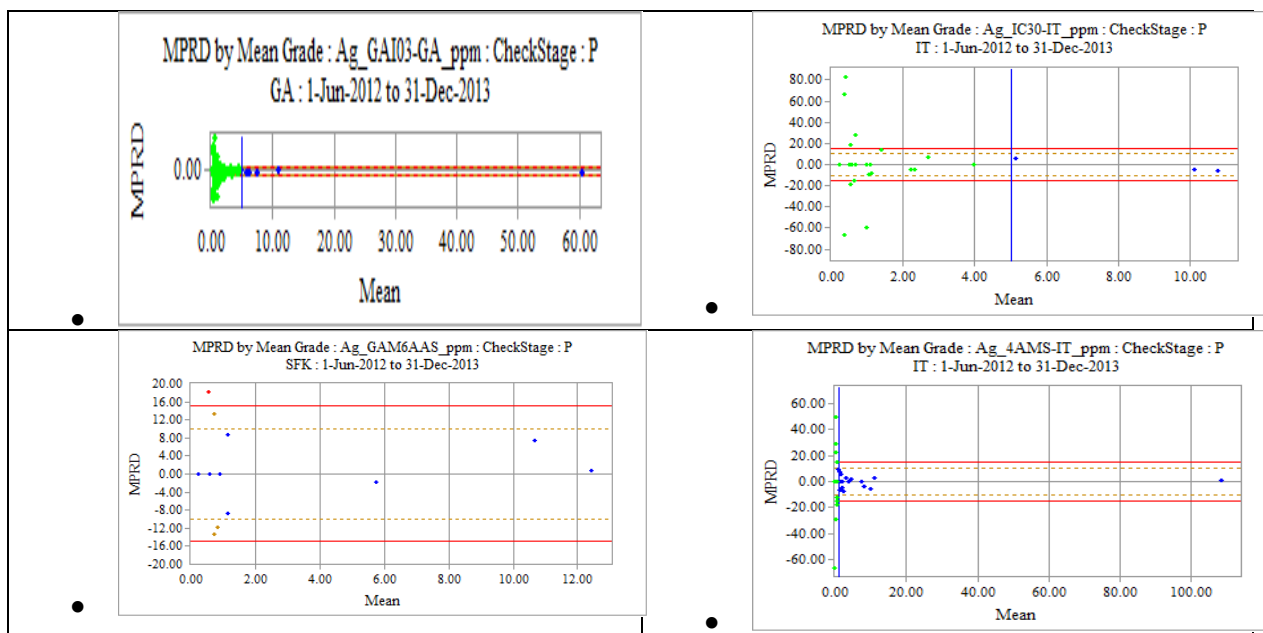 MPRD by Mean Grade : Ag_GAI03-GA_ppm : CheckStage : P
GA : 1-Jun-2012 to 31-Dec-2013
MPRD
0.00
0.00 10.00 20.00 30.00 40.00 50.00 60.00
Mean
MPRD by Mean Grade : Ag_IC30-IT_ppm : CheckStage : P
IT : 1-Jun-2012 to 31-Dec-2013
80.00
60.00
40.00
20.00
0.00
-20.00
-40.00
-60.00
-80.00
MPRD
0.00 2.00 4.00 6.00 8.00 10.00
Mean
MPRD by Mean Grade : Ag_GAM6AAS_ppm : CheckStage : P
SFK : 1-Jun-2012 to 31-Dec-2013
20.00
16.00
12.00
8.00
4.00
0.00
-4.00
-8.00
-12.00
-16.00
-20.00
MPRD
0.00 2.00 4.00 6.00 8.00 10.00 12.00
Mean
MPRD by Mean Grade : Ag_4AMS-IT_ppm : CheckStage : P
IT : 1-Jun-2012 to 31-Dec-2013
60.00
40.00
20.00
0.00
-20.00
-40.00
-60.00
MPRD
0.00 20.00 40.00 60.00 80.00 100.00
Mean